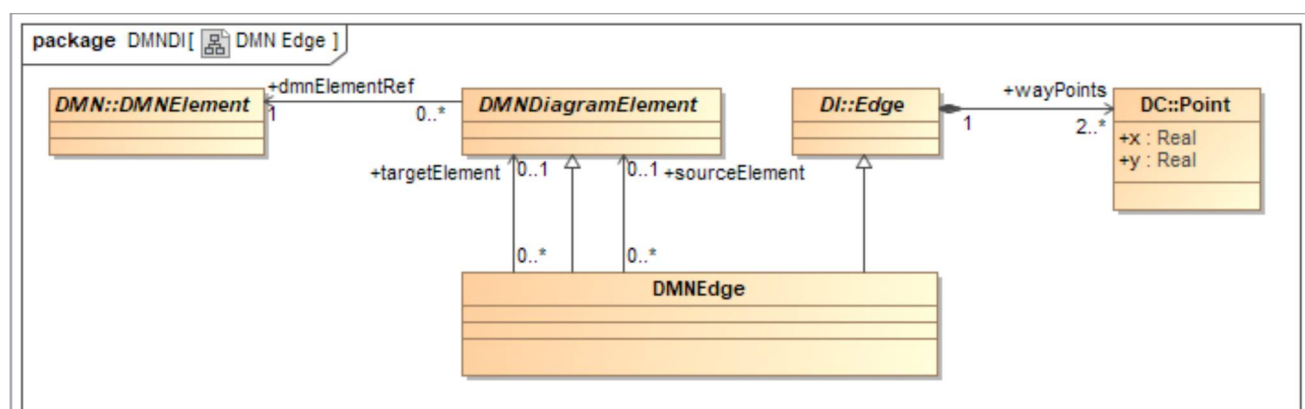 package DMNDI[ DMN Edge ]
+dmnElementRef
DMN::DMNElement
1
0..*
DMNDiagramElement
DI::Edge
+wayPoints
1
2..*
DC::Point
+x : Real
+y : Real
+targetElement
0..1
0..1
+sourceElement
0..*
0..*
DMNEdge